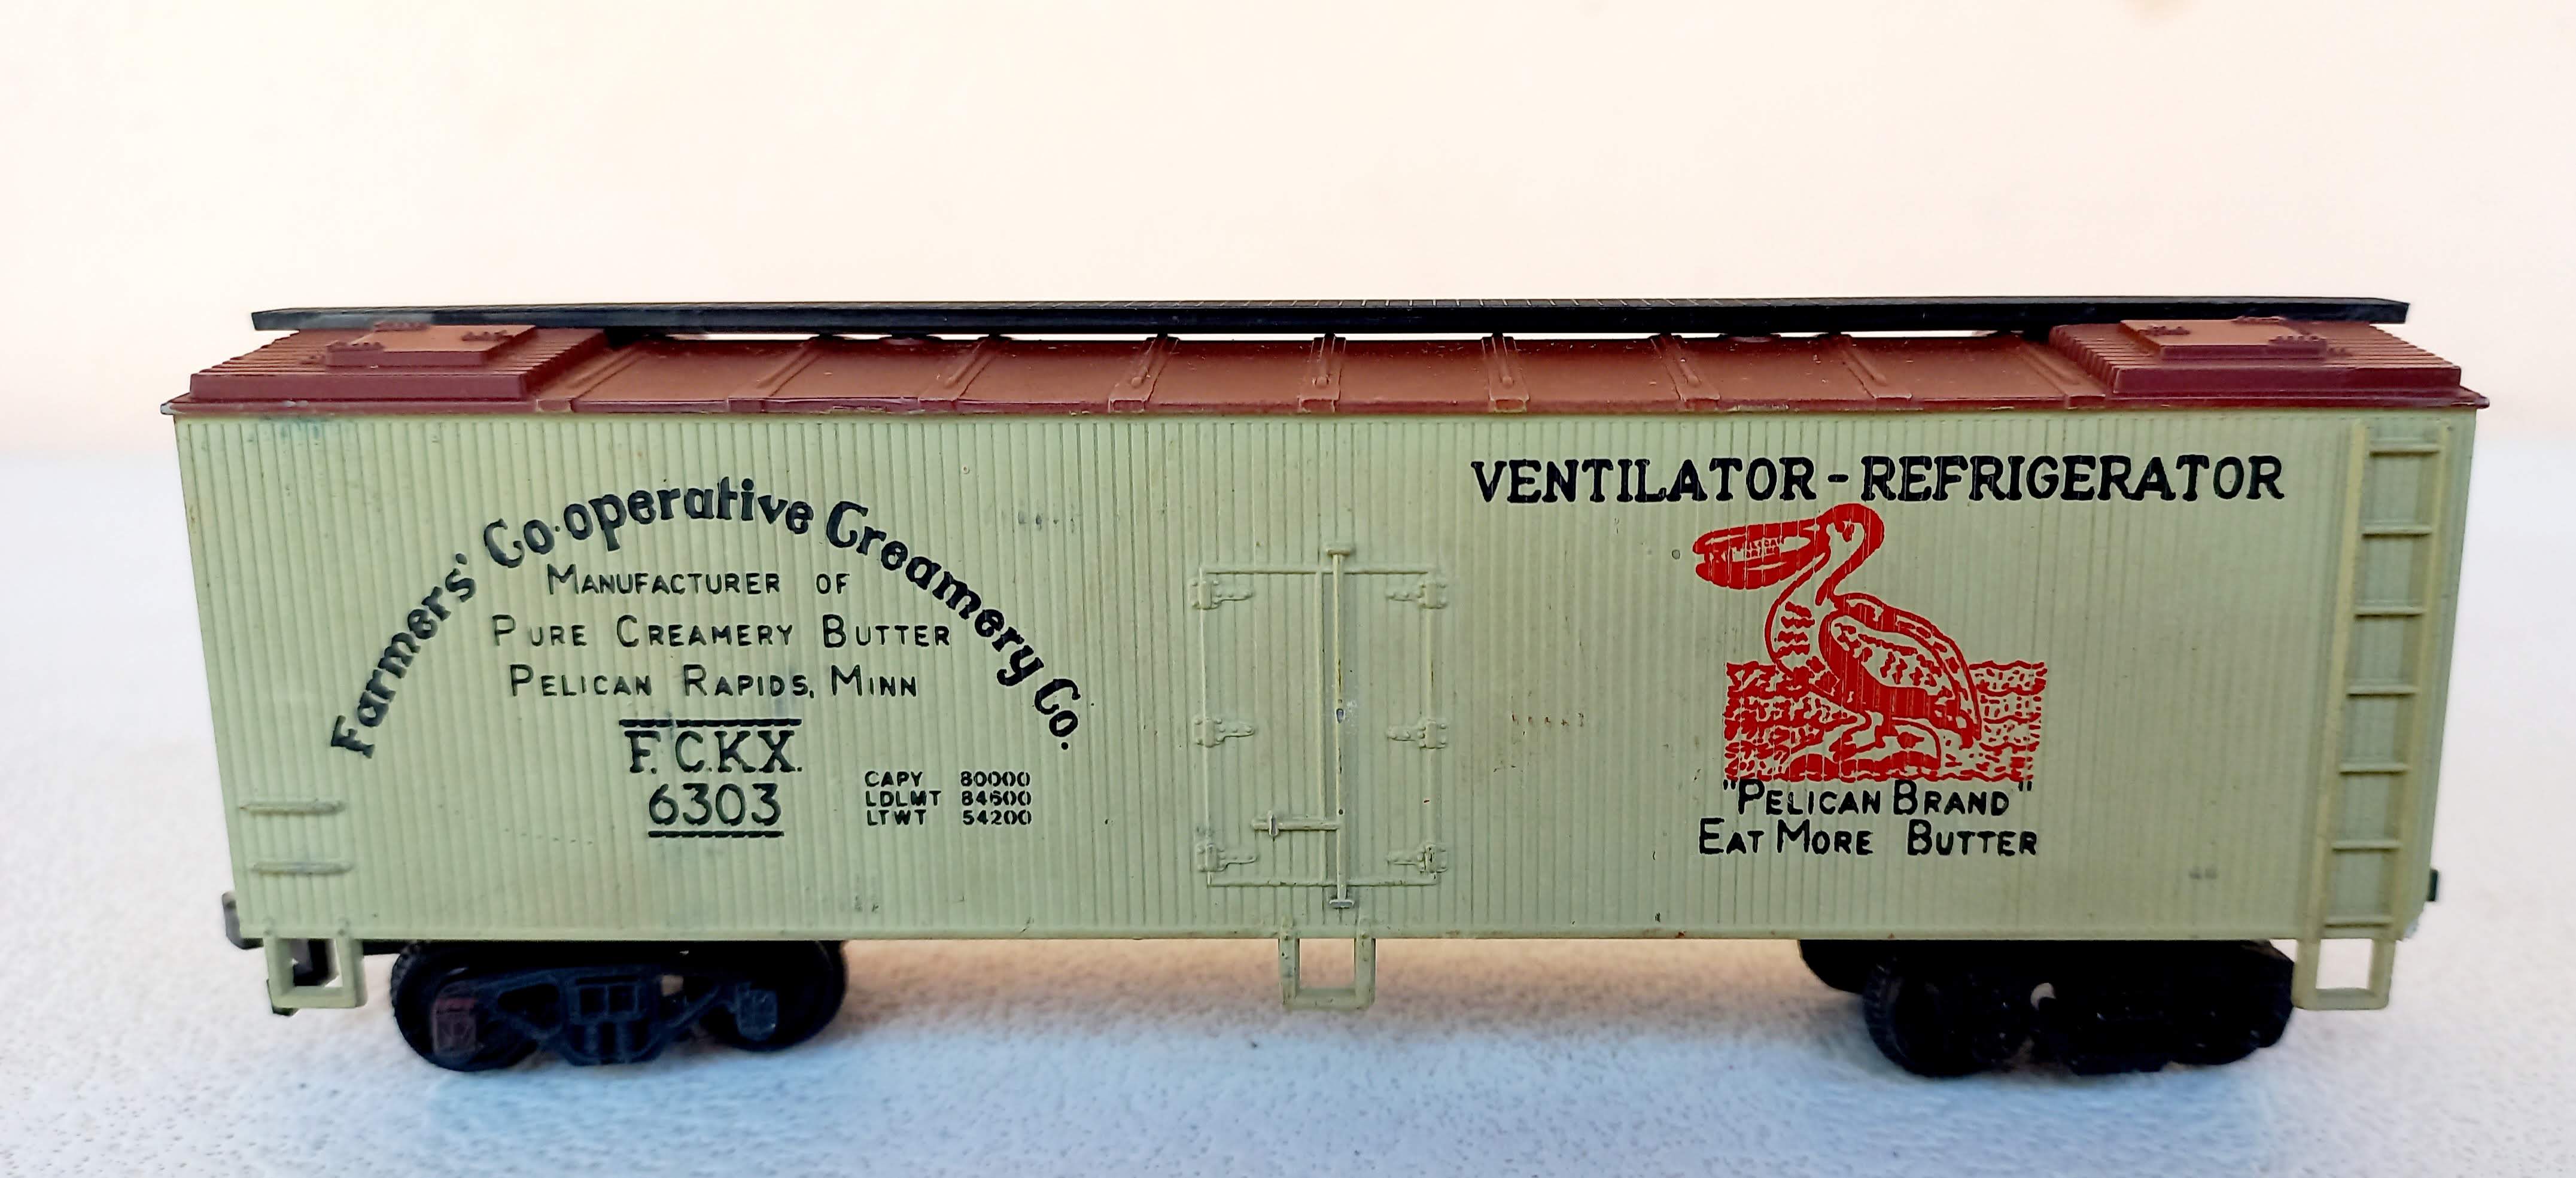 Farmers' Co-operative Creamery Co.
MANUFACTURER OF
PURE CREAMERY BUTTER
PELICAN RAPIDS, MINN
F.C.K.X.
6303
CAPY 80000
LDLMT 84600
LTWT 54200
VENTILATOR-REFRIGERATOR
"PELICAN BRAND"
EAT MORE BUTTER